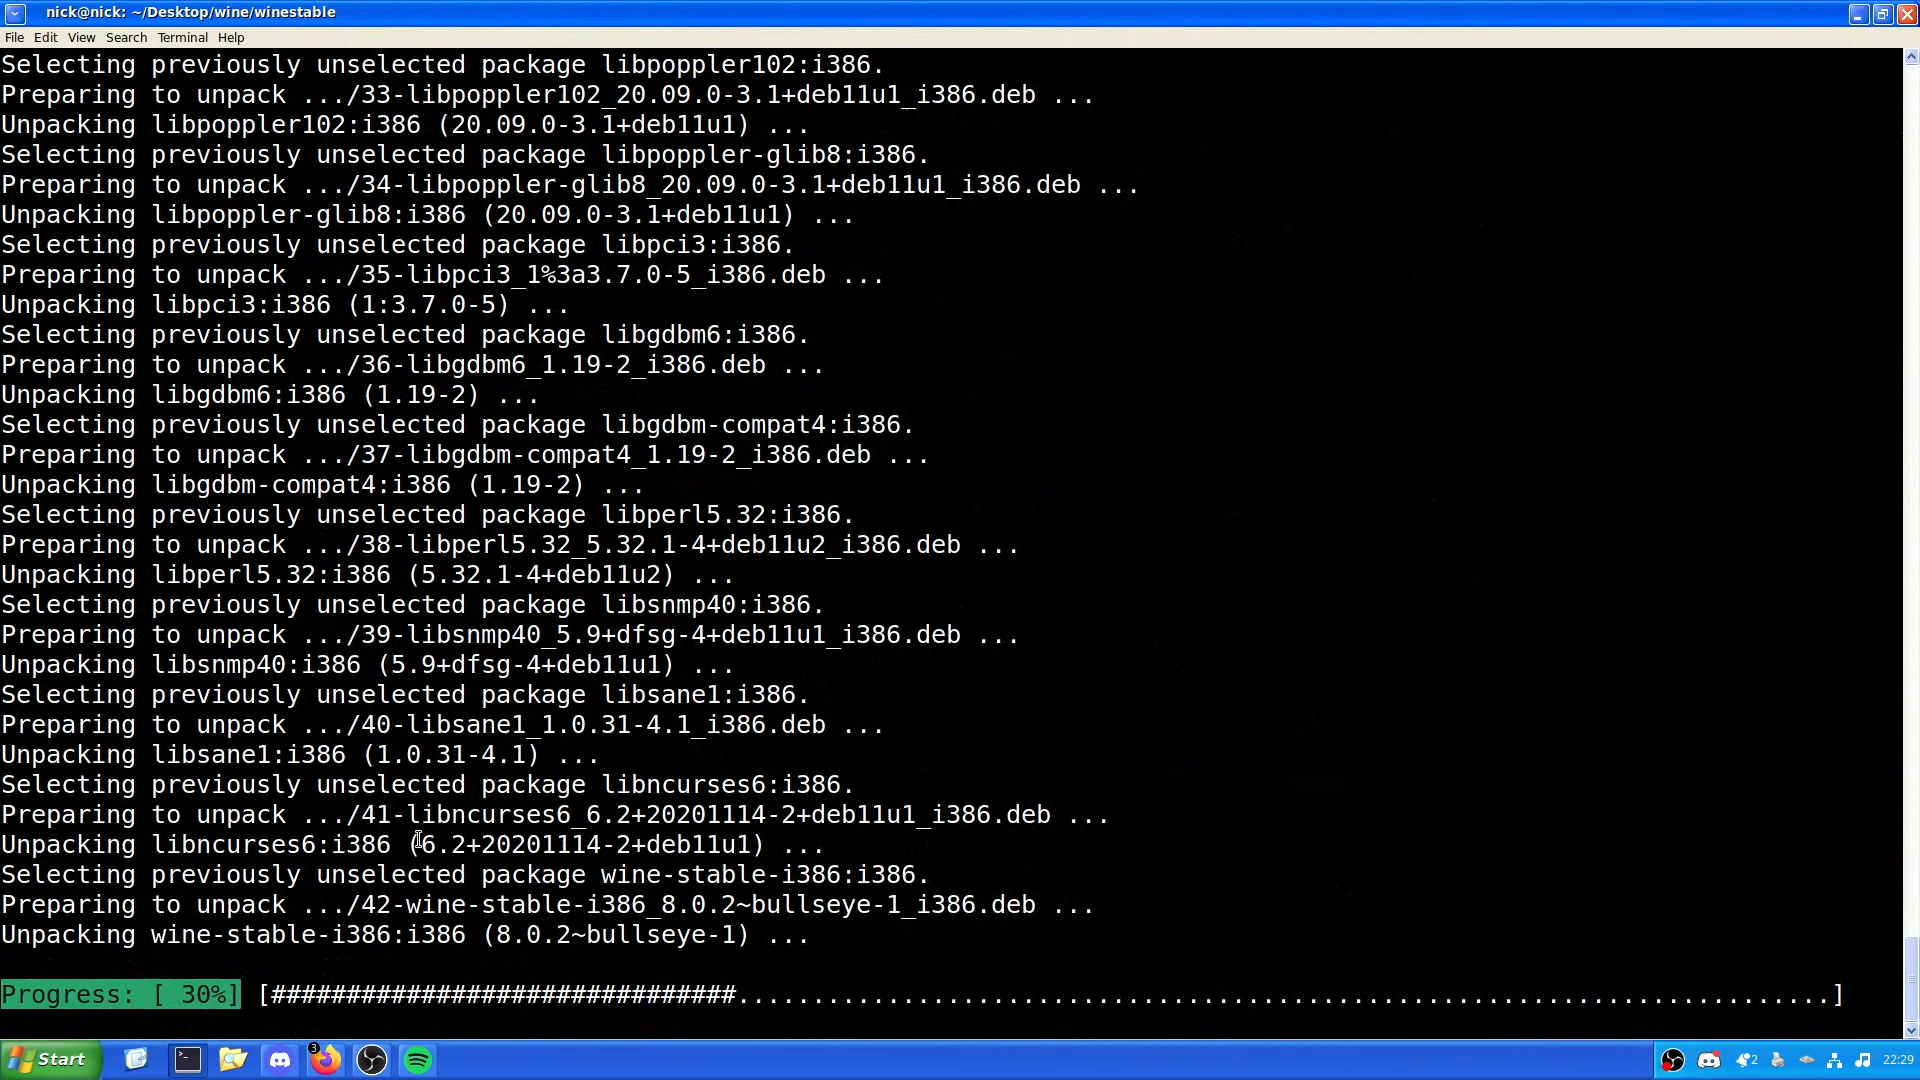 nick@nick: ~/Desktop/wine/winestable
File Edit View Search Terminal Help
Selecting previously unselected package libpoppler102:i386.
Preparing to unpack .../33-libpoppler102_20.09.0-3.1+deb11u1_i386.deb ...
Unpacking libpoppler102:i386 (20.09.0-3.1+deb11u1) ...
Selecting previously unselected package libpoppler-glib8:i386.
Preparing to unpack .../34-libpoppler-glib8_20.09.0-3.1+deb11u1_i386.deb ...
Unpacking libpoppler-glib8:i386 (20.09.0-3.1+deb11u1) ...
Selecting previously unselected package libpci3:i386.
Preparing to unpack .../35-libpci3_1%3a3.7.0-5_i386.deb ...
Unpacking libpci3:i386 (1:3.7.0-5) ...
Selecting previously unselected package libgdbm6:i386.
Preparing to unpack .../36-libgdbm6_1.19-2_i386.deb ...
Unpacking libgdbm6:i386 (1.19-2) ...
Selecting previously unselected package libgdbm-compat4:i386.
Preparing to unpack .../37-libgdbm-compat4_1.19-2_i386.deb ...
Unpacking libgdbm-compat4:i386 (1.19-2) ...
Selecting previously unselected package libperl5.32:i386.
Preparing to unpack .../38-libperl5.32_5.32.1-4+deb11u2_i386.deb ...
Unpacking libperl5.32:i386 (5.32.1-4+deb11u2) ...
Selecting previously unselected package libsnmp40:i386.
Preparing to unpack .../39-libsnmp40_5.9+dfsg-4+deb11u1_i386.deb ...
Unpacking libsnmp40:i386 (5.9+dfsg-4+deb11u1) ...
Selecting previously unselected package libsane1:i386.
Preparing to unpack .../40-libsane1_1.0.31-4.1_i386.deb ...
Unpacking libsane1:i386 (1.0.31-4.1) ...
Selecting previously unselected package libncurses6:i386.
Preparing to unpack .../41-libncurses6_6.2+20201114-2+deb11u1_i386.deb ...
Unpacking libncurses6:i386 (6.2+20201114-2+deb11u1) ...
Selecting previously unselected package wine-stable-i386:i386.
Preparing to unpack .../42-wine-stable-i386_8.0.2~bullseye-1_i386.deb ...
Unpacking wine-stable-i386:i386 (8.0.2~bullseye-1) ...
Progress: [ 30%] [###############################.........................................................................]
Start 3 2 22:29